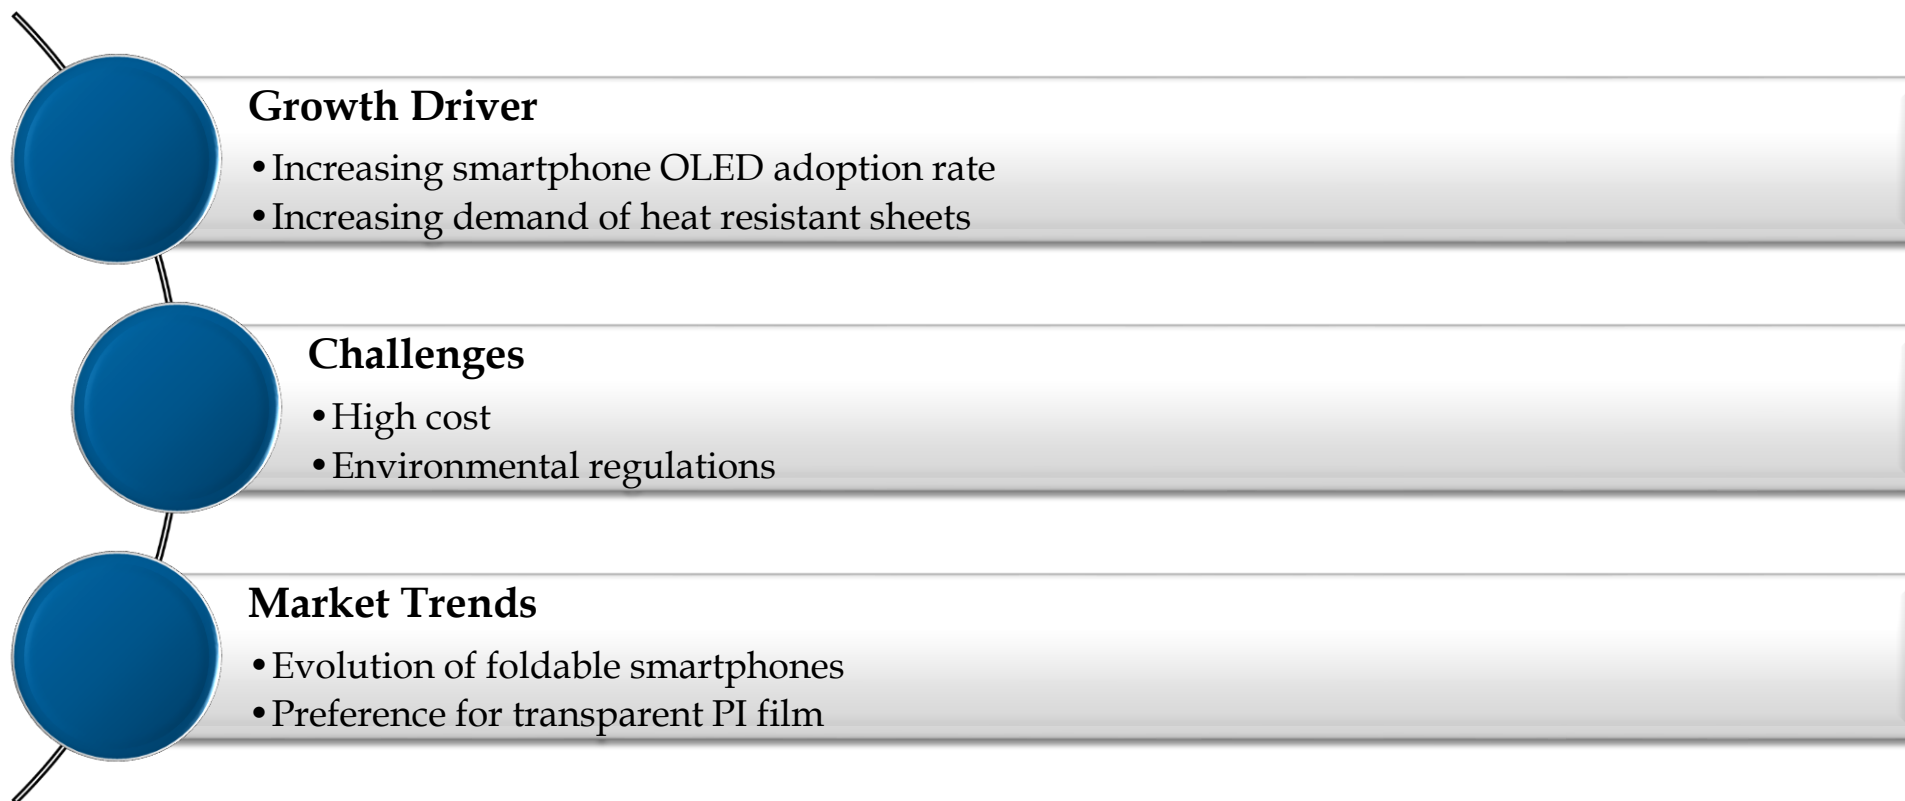 Growth Driver
•Increasing smartphone OLED adoption rate
•Increasing demand of heat resistant sheets
Challenges
•High cost
•Environmental regulations
Market Trends
•Evolution of foldable smartphones
•Preference for transparent PI film